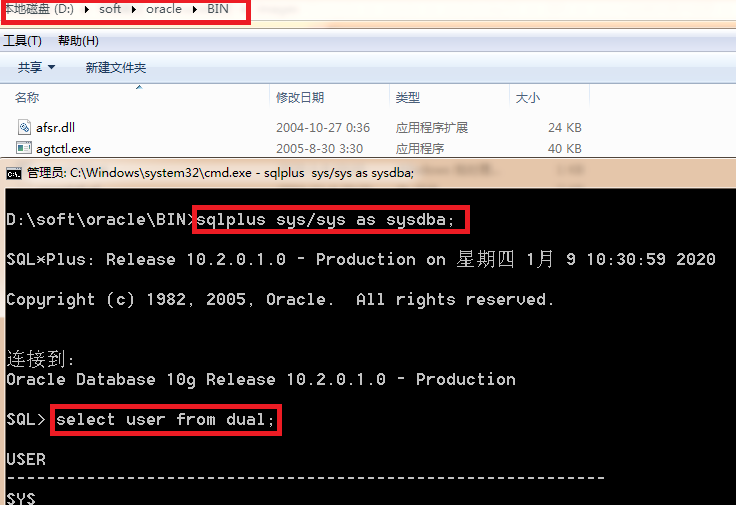 本地磁盘 (D:) ▸ soft ▸ oracle ▸ BIN
工具(T) 帮助(H)
共享 新建文件夹
名称 修改日期 类型 大小
afsr.dll 2004-10-27 0:36 应用程序扩展 24 KB
agtctl.exe 2005-8-30 3:30 应用程序 40 KB
管理员: C:\Windows\system32\cmd.exe - sqlplus sys/sys as sysdba;
D:\soft\oracle\BIN>sqlplus sys/sys as sysdba;
SQL*Plus: Release 10.2.0.1.0 - Production on 星期四 1月 9 10:30:59 2020
Copyright (c) 1982, 2005, Oracle. All rights reserved.
连接到:
Oracle Database 10g Release 10.2.0.1.0 - Production
SQL> select user from dual;
USER
------------------------------------------------------------
SYS